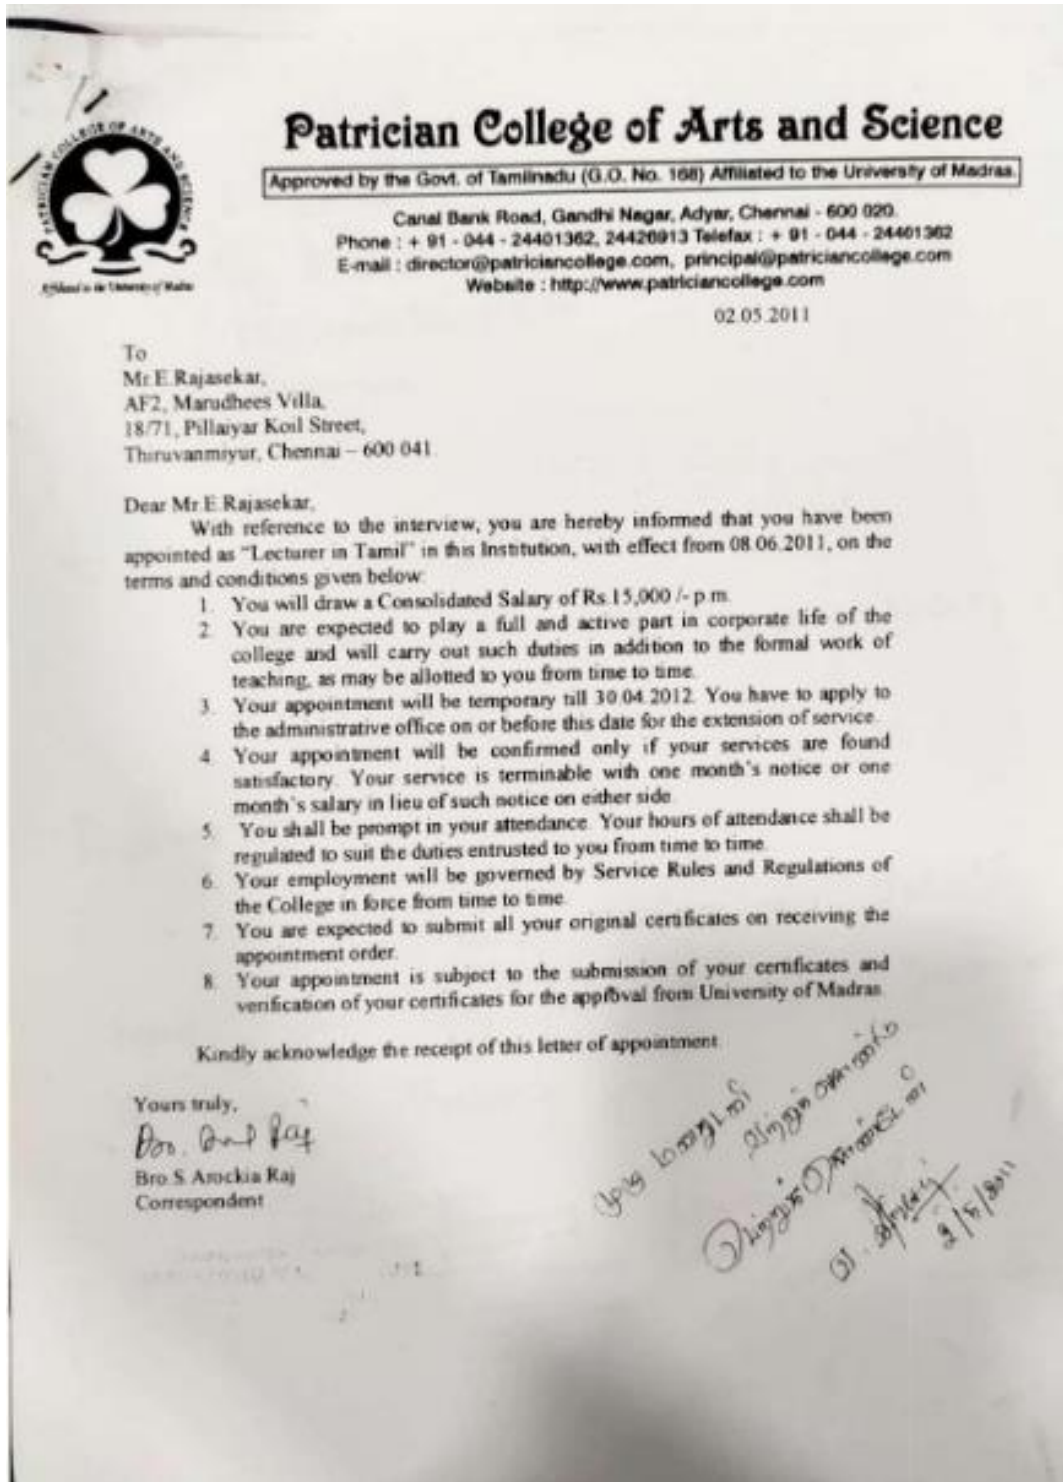 PATRICIAN COLLEGE OF ARTS AND SCIENCE
Affiliated to the University of Madras
Patrician College of Arts and Science
Approved by the Govt. of Tamilnadu (G.O. No. 168) Affiliated to the University of Madras.
Canal Bank Road, Gandhi Nagar, Adyar, Chennai - 600 020.
Phone : + 91 - 044 - 24401362, 24426913 Telefax : + 91 - 044 - 24401362
E-mail : director@patriciancollege.com, principal@patriciancollege.com
Website : http://www.patriciancollege.com
02.05.2011
To
Mr.E.Rajasekar,
AF2, Marudhees Villa,
18/71, Pillaiyar Koil Street,
Thiruvanmiyur, Chennai – 600 041.
Dear Mr.E.Rajasekar,
With reference to the interview, you are hereby informed that you have been
appointed as “Lecturer in Tamil” in this Institution, with effect from 08.06.2011, on the
terms and conditions given below:
1. You will draw a Consolidated Salary of Rs.15,000 /- p.m.
2. You are expected to play a full and active part in corporate life of the
college and will carry out such duties in addition to the formal work of
teaching, as may be allotted to you from time to time.
3. Your appointment will be temporary till 30.04.2012. You have to apply to
the administrative office on or before this date for the extension of service.
4. Your appointment will be confirmed only if your services are found
satisfactory. Your service is terminable with one month’s notice or one
month’s salary in lieu of such notice on either side.
5. You shall be prompt in your attendance. Your hours of attendance shall be
regulated to suit the duties entrusted to you from time to time.
6. Your employment will be governed by Service Rules and Regulations of
the College in force from time to time.
7. You are expected to submit all your original certificates on receiving the
appointment order.
8. Your appointment is subject to the submission of your certificates and
verification of your certificates for the approval from University of Madras.
Kindly acknowledge the receipt of this letter of appointment.
Yours truly,
Bro. S. Arockia Raj
Correspondent
பெற்றுக்கொண்டேன்
2/5/2011